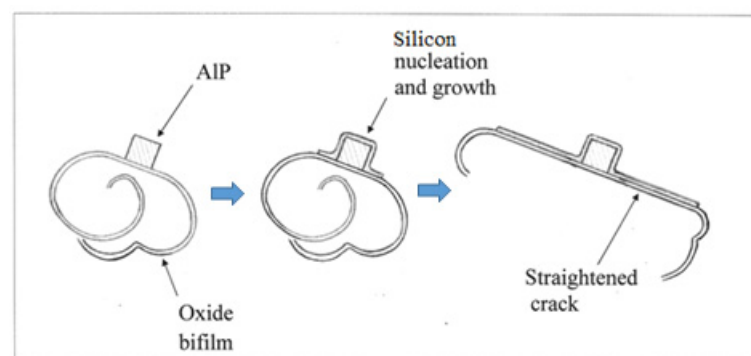 AlP
Oxide
bifilm
Silicon
nucleation
and growth
Straightened
crack